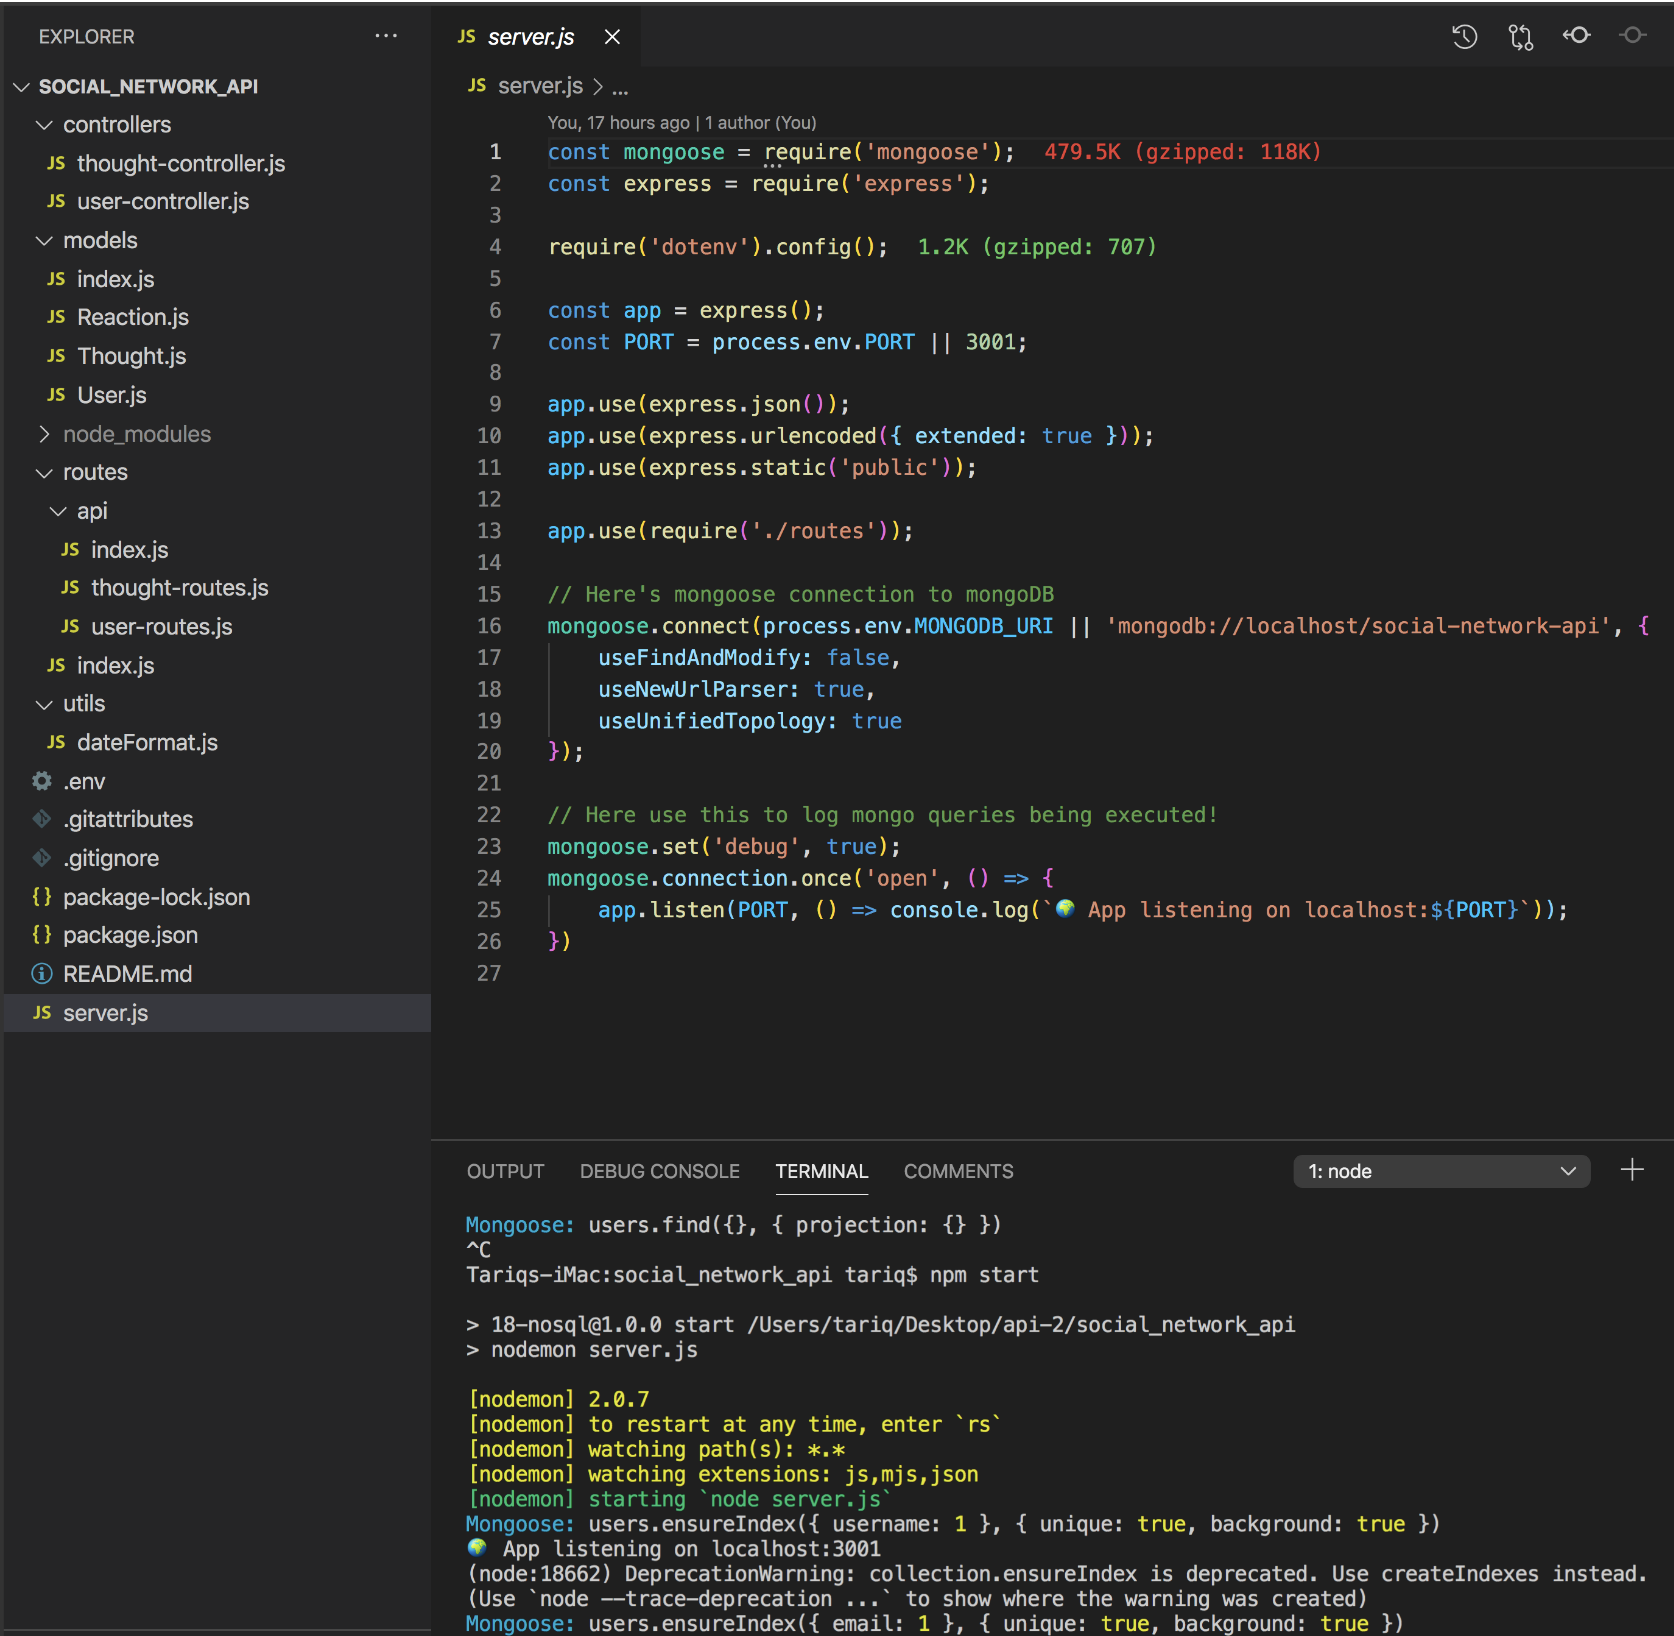 EXPLORER
SOCIAL_NETWORK_API
controllers
JS thought-controller.js
JS user-controller.js
models
JS index.js
JS Reaction.js
JS Thought.js
JS User.js
node_modules
routes
api
JS index.js
JS thought-routes.js
JS user-routes.js
JS index.js
utils
JS dateFormat.js
.env
.gitattributes
.gitignore
{} package-lock.json
{} package.json
README.md
JS server.js
JS server.js
JS server.js > ...
You, 17 hours ago | 1 author (You)
1 const mongoose = require('mongoose'); 479.5K (gzipped: 118K)
2 const express = require('express');
3
4 require('dotenv').config(); 1.2K (gzipped: 707)
5
6 const app = express();
7 const PORT = process.env.PORT || 3001;
8
9 app.use(express.json());
10 app.use(express.urlencoded({ extended: true }));
11 app.use(express.static('public'));
12
13 app.use(require('./routes'));
14
15 // Here's mongoose connection to mongoDB
16 mongoose.connect(process.env.MONGODB_URI || 'mongodb://localhost/social-network-api', {
17 useFindAndModify: false,
18 useNewUrlParser: true,
19 useUnifiedTopology: true
20 });
21
22 // Here use this to log mongo queries being executed!
23 mongoose.set('debug', true);
24 mongoose.connection.once('open', () => {
25 app.listen(PORT, () => console.log(`🌍 App listening on localhost:${PORT}`));
26 })
27
OUTPUT DEBUG CONSOLE TERMINAL COMMENTS 1: node
Mongoose: users.find({}, { projection: {} })
^C
Tariqs-iMac:social_network_api tariq$ npm start
> 18-nosql@1.0.0 start /Users/tariq/Desktop/api-2/social_network_api
> nodemon server.js
[nodemon] 2.0.7
[nodemon] to restart at any time, enter `rs`
[nodemon] watching path(s): *.*
[nodemon] watching extensions: js,mjs,json
[nodemon] starting `node server.js`
Mongoose: users.ensureIndex({ username: 1 }, { unique: true, background: true })
🌍 App listening on localhost:3001
(node:18662) DeprecationWarning: collection.ensureIndex is deprecated. Use createIndexes instead.
(Use `node --trace-deprecation ...` to show where the warning was created)
Mongoose: users.ensureIndex({ email: 1 }, { unique: true, background: true })